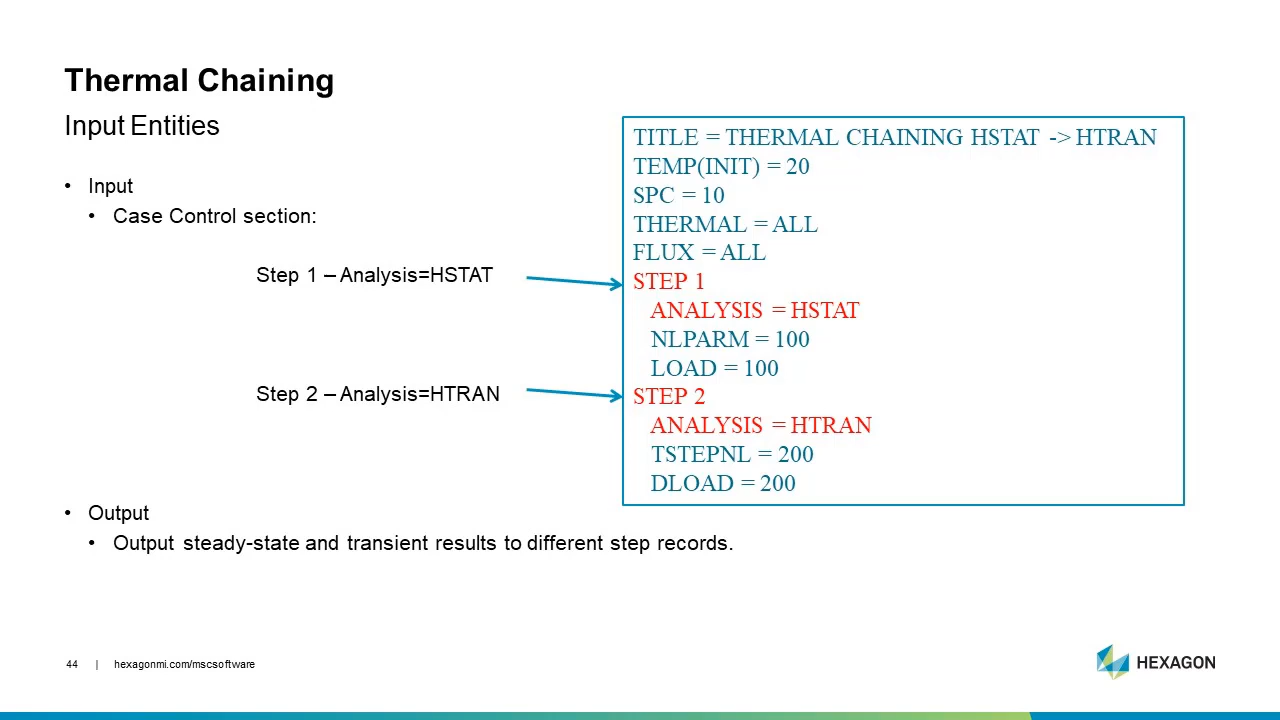 Thermal Chaining
Input Entities
• Input
• Case Control section:
Step 1 – Analysis=HSTAT
Step 2 – Analysis=HTRAN
TITLE = THERMAL CHAINING HSTAT -> HTRAN
TEMP(INIT) = 20
SPC = 10
THERMAL = ALL
FLUX = ALL
STEP 1
ANALYSIS = HSTAT
NLPARM = 100
LOAD = 100
STEP 2
ANALYSIS = HTRAN
TSTEPNL = 200
DLOAD = 200
• Output
• Output steady-state and transient results to different step records.
44 | hexagonmi.com/mscsoftware
HEXAGON